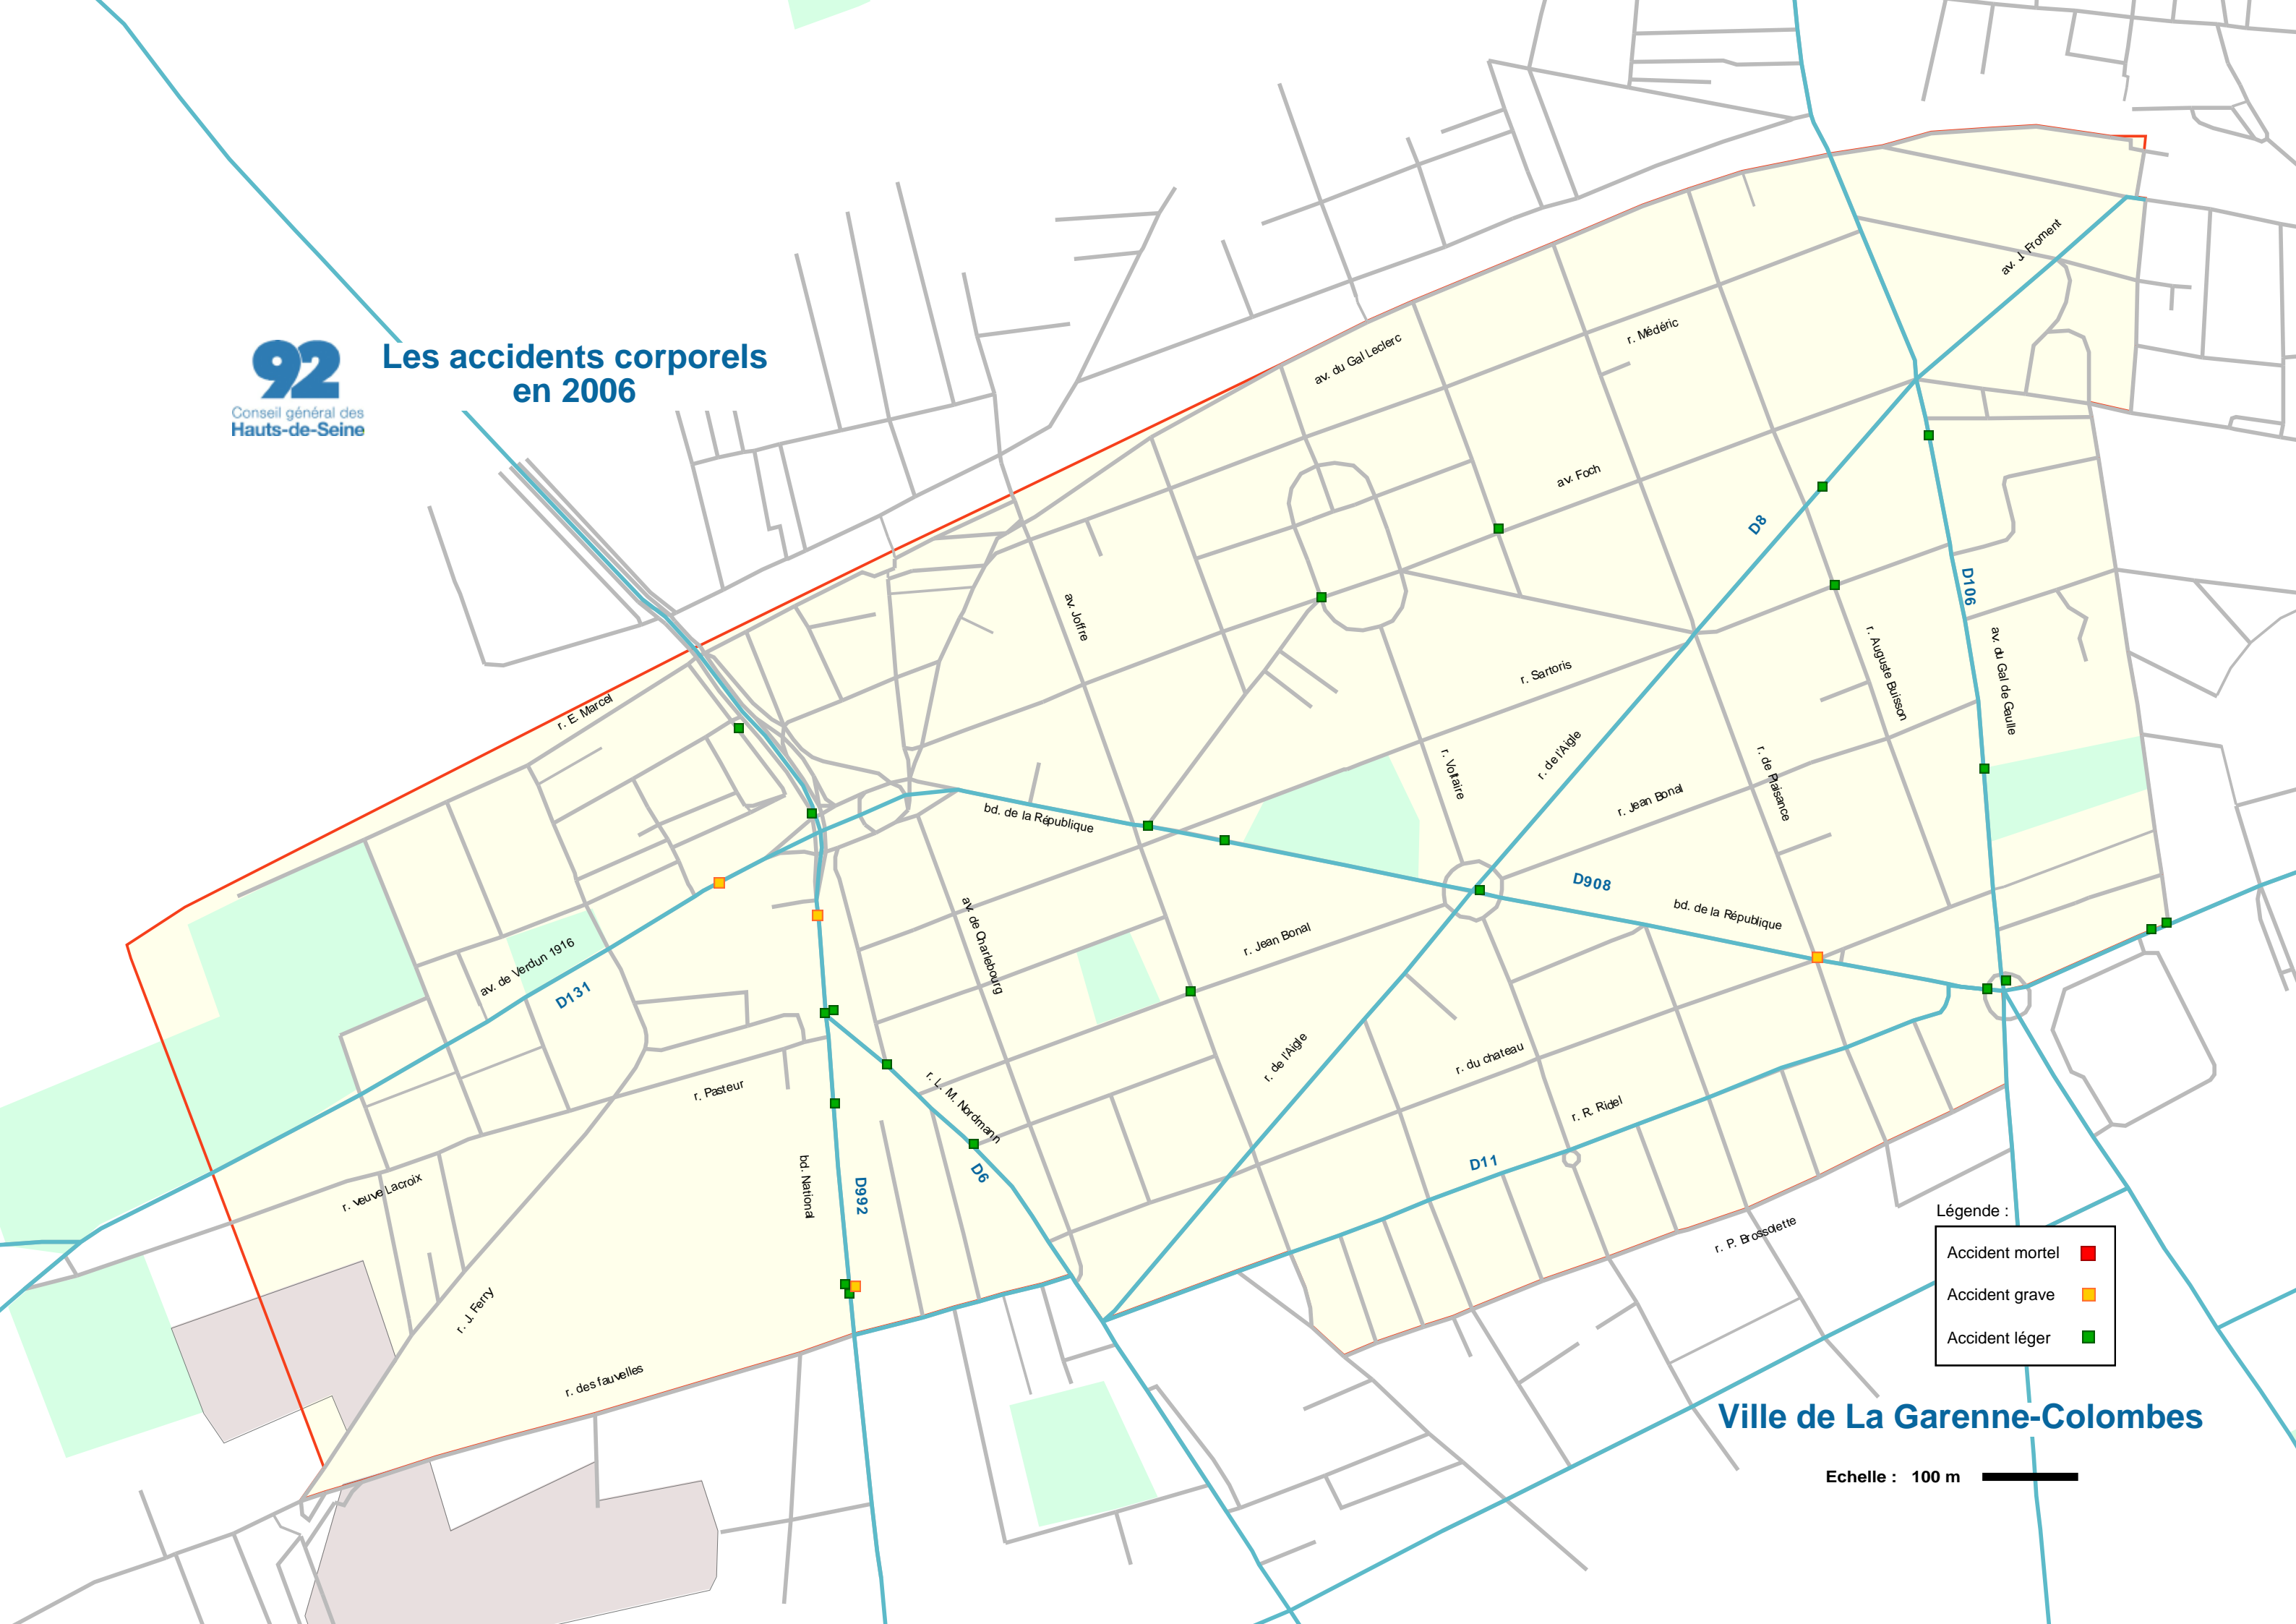 av. J. Froment
r. Médéric
av. du Gal Leclerc
92
Les accidents corporels
en 2006
Conseil général des
Hauts-de-Seine
av. Foch
D8
D106
av. Joffre
r. Auguste Buisson
av. du Gal de Gaulle
r. Sartoris
r. E. Marcel
r. de l'Aigle
r. Voltaire
r. de Plaisance
r. Jean Bonal
bd. de la République
D908
bd. de la République
av. de Charlebourg
r. Jean Bonal
av. de Verdun 1916
D131
r. de l'Aigle
r. du chateau
r. Pasteur
r. L. M. Nordmann
r. R. Ridel
D11
D6
bd. National
D992
r. veuve Lacroix
r. P. Brossolette
r. J. Ferry
r. des fauvelles
Légende :
Accident mortel
Accident grave
Accident léger
Ville de La Garenne-Colombes
Echelle : 100 m